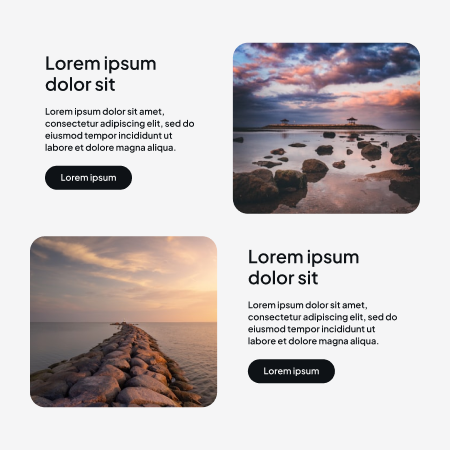 Lorem ipsum
dolor sit
Lorem ipsum dolor sit amet,
consectetur adipiscing elit, sed do
eiusmod tempor incididunt ut
labore et dolore magna aliqua.
Lorem ipsum
Lorem ipsum
dolor sit
Lorem ipsum dolor sit amet,
consectetur adipiscing elit, sed do
eiusmod tempor incididunt ut
labore et dolore magna aliqua.
Lorem ipsum